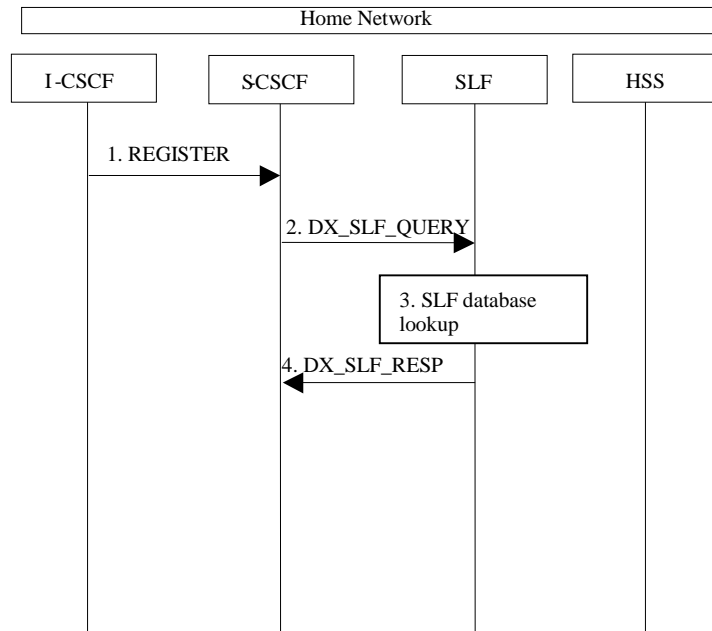 Home Network
I-CSCF
S-CSCF
SLF
HSS
1. REGISTER
2. DX_SLF_QUERY
3. SLF database
lookup
4. DX_SLF_RESP